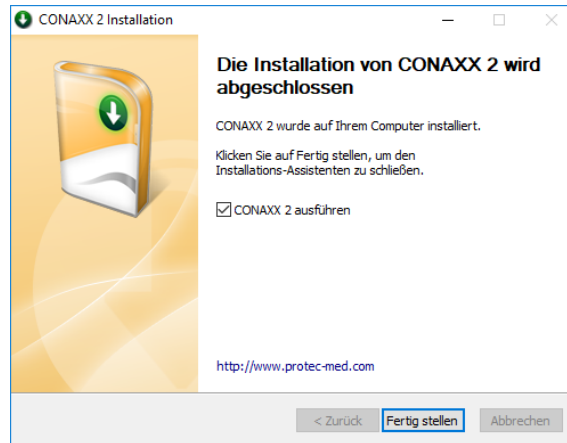 CONAXX 2 Installation
Die Installation von CONAXX 2 wird
abgeschlossen
CONAXX 2 wurde auf Ihrem Computer installiert.
Klicken Sie auf Fertig stellen, um den
Installations-Assistenten zu schließen.
CONAXX 2 ausführen
http://www.protec-med.com
< Zurück Fertig stellen Abbrechen